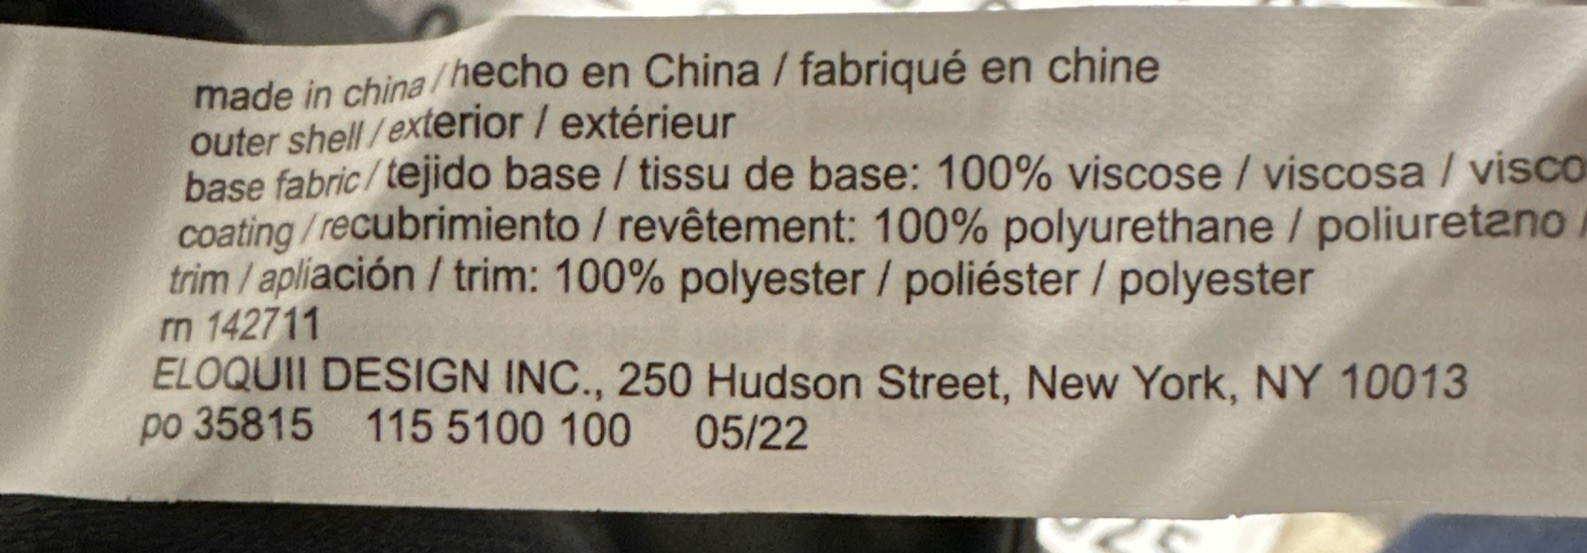 made in china / hecho en China / fabriqué en chine
outer shell / exterior / extérieur
base fabric / tejido base / tissu de base: 100% viscose / viscosa / visco
coating / recubrimiento / revêtement: 100% polyurethane / poliuretano /
trim / apliación / trim: 100% polyester / poliéster / polyester
rn 142711
ELOQUII DESIGN INC., 250 Hudson Street, New York, NY 10013
po 35815 115 5100 100 05/22